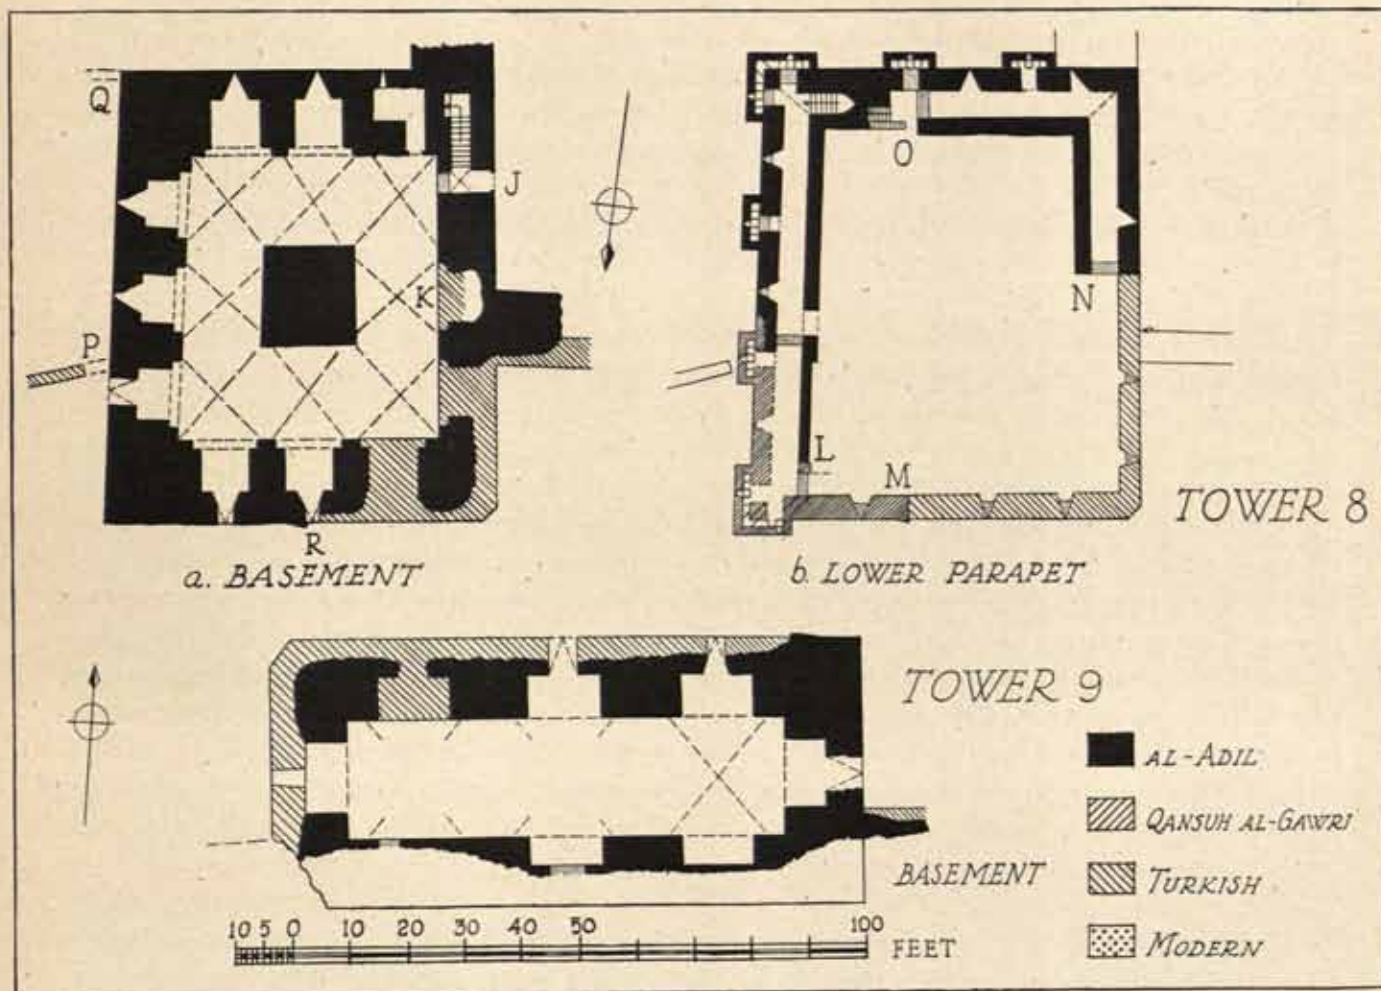 Q
J
K
P
R
a. BASEMENT
O
N
L
M
TOWER 8
b. LOWER PARAPET
TOWER 9
AL-ADIL
QANSUH AL-GAWRI
BASEMENT
TURKISH
10 5 0 10 20 30 40 50 100
FEET
MODERN